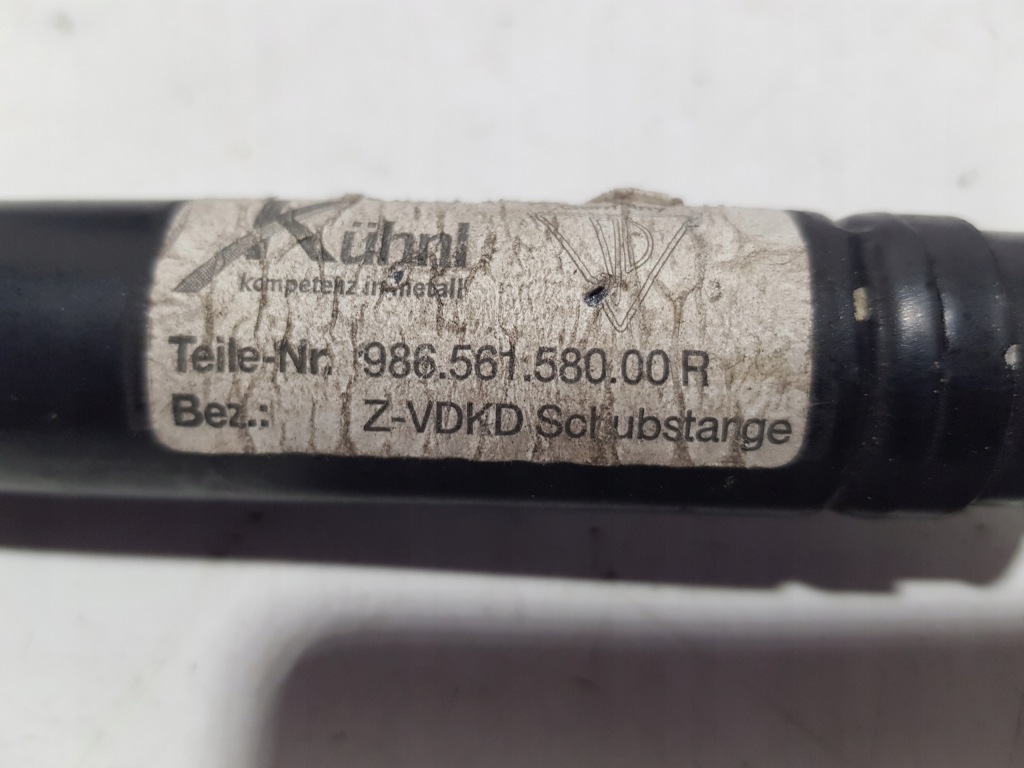 Kühnl
kompetenz in metall
Teile-Nr. 986.561.580.00 R
Bez.: Z-VDKD Schubstange